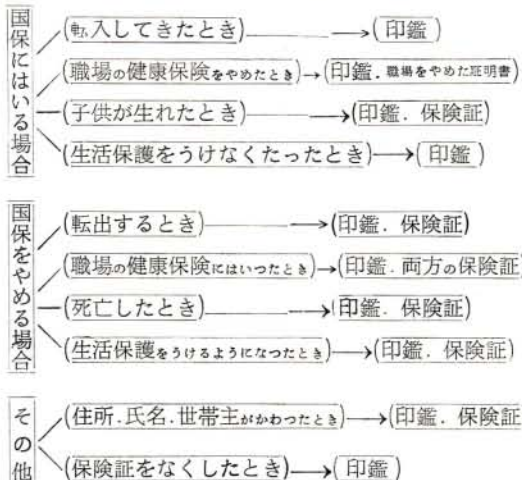 国保にはいる場合
(転入してきたとき)→(印鑑)
(職場の健康保険をやめたとき)→(印鑑.職場をやめた証明書)
(子供が生れたとき)→(印鑑.保険証)
(生活保護をうけなくたったとき)→(印鑑)
国保をやめる場合
(転出するとき)→(印鑑.保険証)
(職場の健康保険にはいつたとき)→(印鑑.両方の保険証)
(死亡したとき)→(印鑑.保険証)
(生活保護をうけるようになつたとき)→(印鑑.保険証)
その他
(住所.氏名.世帯主がかわつたとき)→(印鑑.保険証
(保険証をなくしたとき)→(印鑑)